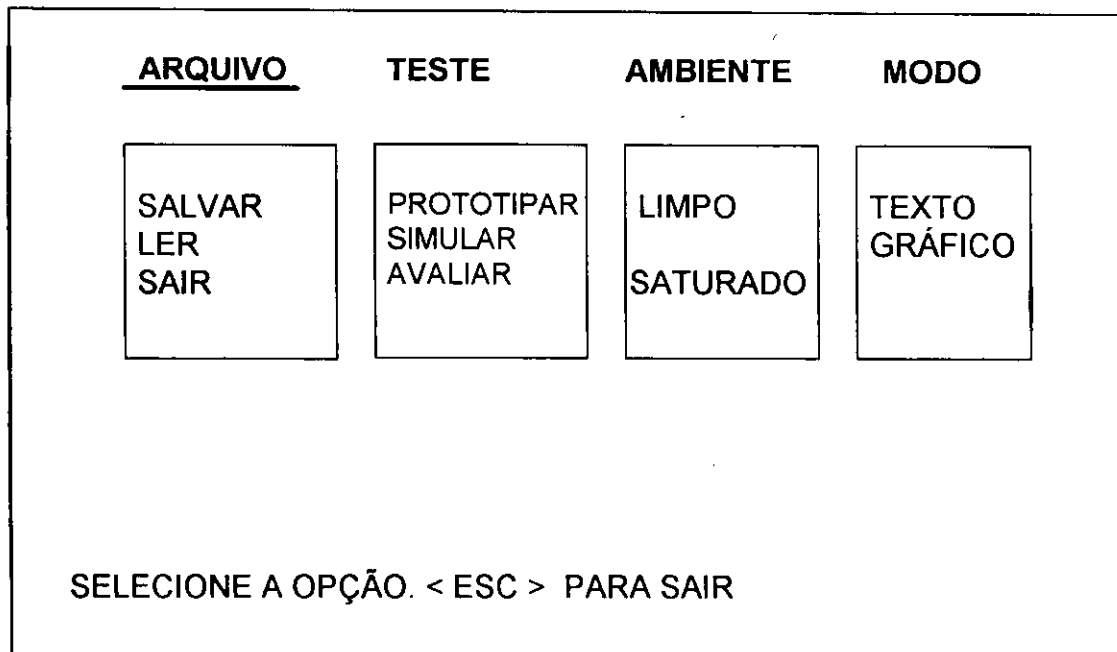 ARQUIVO TESTE AMBIENTE MODO
SALVAR
LER
SAIR
PROTOTIPAR
SIMULAR
AVALIAR
LIMPO
SATURADO
TEXTO
GRÁFICO
SELECIONE A OPÇÃO. < ESC > PARA SAIR